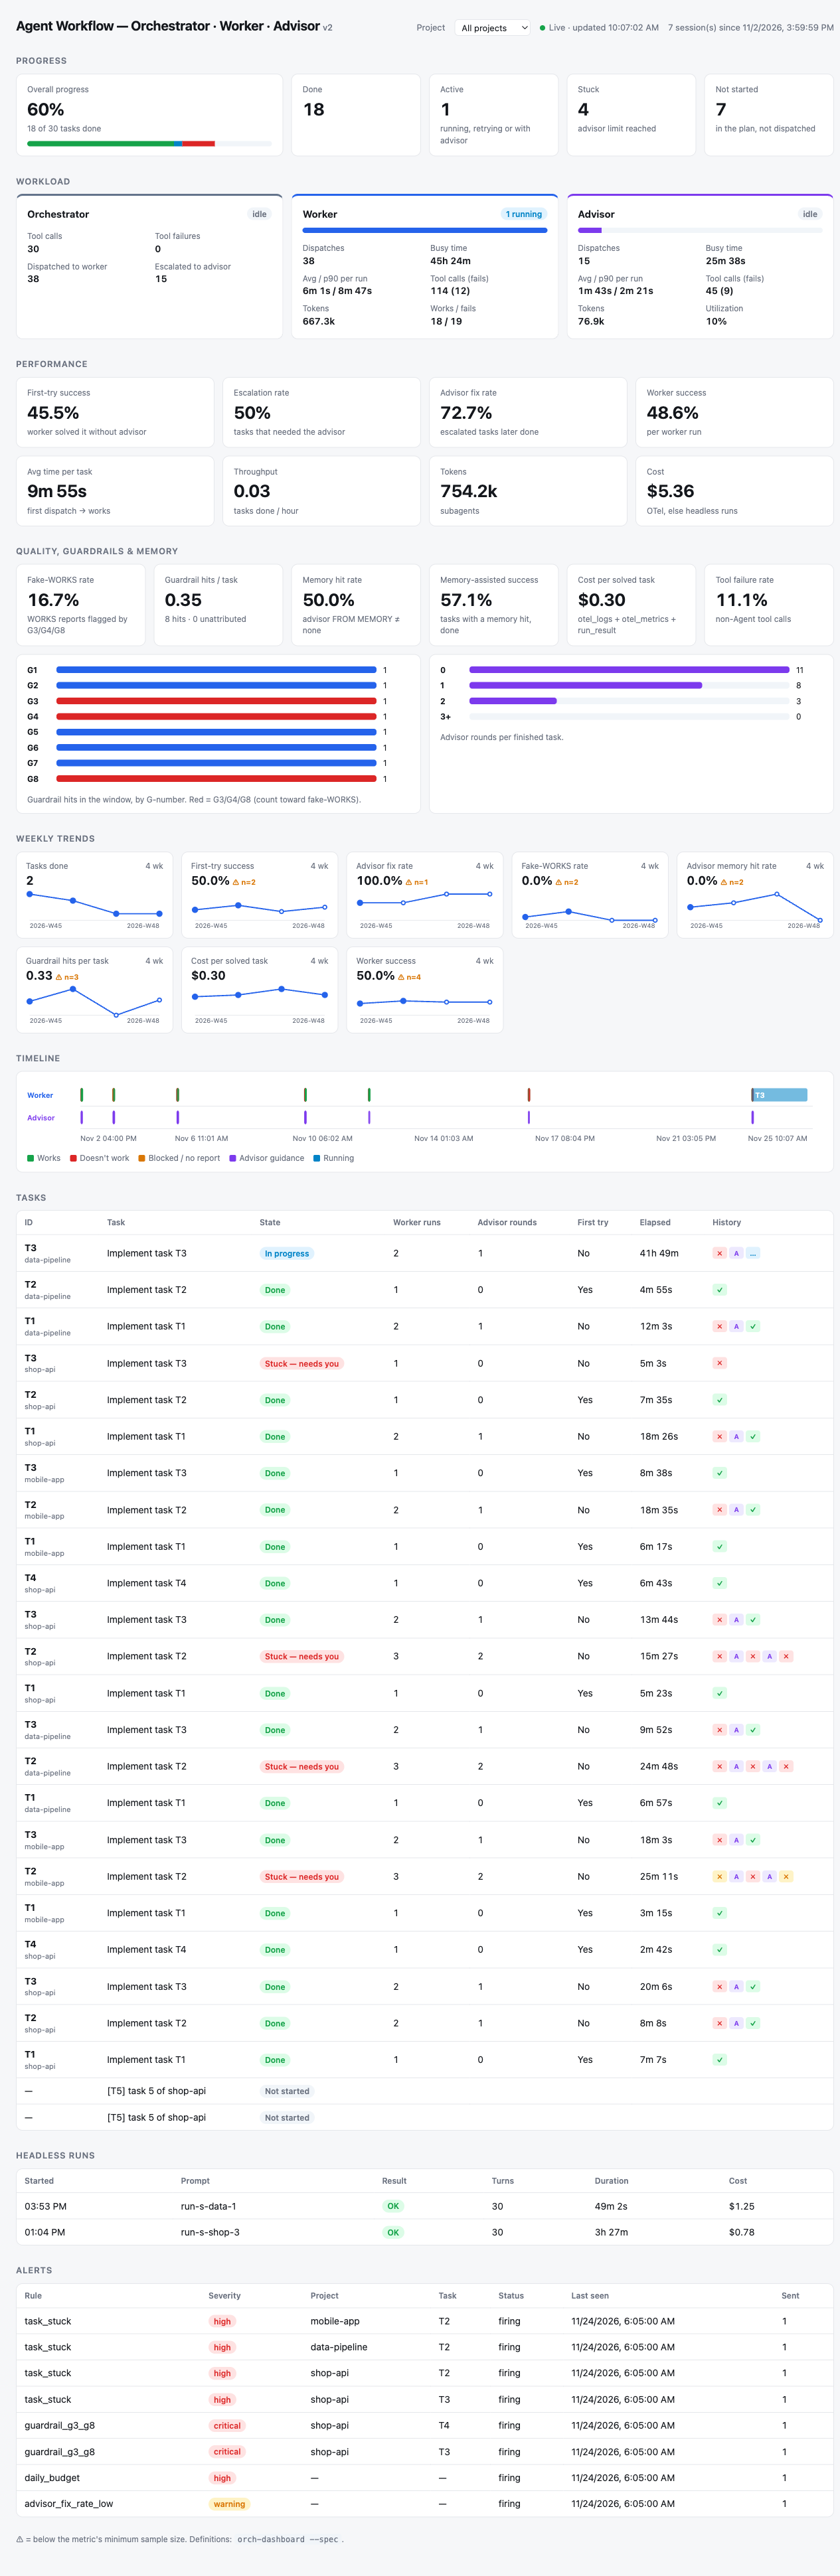 Agent Workflow — Orchestrator · Worker · Advisor v2
Project All projects Live · updated 10:07:02 AM 7 session(s) since 11/2/2026, 3:59:59 PM
PROGRESS
Overall progress
60%
18 of 30 tasks done
Done
18
Active
1
running, retrying or with
advisor
Stuck
4
advisor limit reached
Not started
7
in the plan, not dispatched
WORKLOAD
Orchestrator idle
Tool calls Tool failures
30 0
Dispatched to worker Escalated to advisor
38 15
Worker 1 running
Dispatches Busy time
38 45h 24m
Avg / p90 per run Tool calls (fails)
6m 1s / 8m 47s 114 (12)
Tokens Works / fails
667.3k 18 / 19
Advisor idle
Dispatches Busy time
15 25m 38s
Avg / p90 per run Tool calls (fails)
1m 43s / 2m 21s 45 (9)
Tokens Utilization
76.9k 10%
PERFORMANCE
First-try success
45.5%
worker solved it without advisor
Escalation rate
50%
tasks that needed the advisor
Advisor fix rate
72.7%
escalated tasks later done
Worker success
48.6%
per worker run
Avg time per task
9m 55s
first dispatch → works
Throughput
0.03
tasks done / hour
Tokens
754.2k
subagents
Cost
$5.36
OTel, else headless runs
QUALITY, GUARDRAILS & MEMORY
Fake-WORKS rate
16.7%
WORKS reports flagged by
G3/G4/G8
Guardrail hits / task
0.35
8 hits · 0 unattributed
Memory hit rate
50.0%
advisor FROM MEMORY ≠
none
Memory-assisted success
57.1%
tasks with a memory hit,
done
Cost per solved task
$0.30
otel_logs + otel_metrics +
run_result
Tool failure rate
11.1%
non-Agent tool calls
G1 1
G2 1
G3 1
G4 1
G5 1
G6 1
G7 1
G8 1
Guardrail hits in the window, by G-number. Red = G3/G4/G8 (count toward fake-WORKS).
0 11
1 8
2 3
3+ 0
Advisor rounds per finished task.
WEEKLY TRENDS
Tasks done 4 wk
2
2026-W45 2026-W48
First-try success 4 wk
50.0% ⚠ n=2
2026-W45 2026-W48
Advisor fix rate 4 wk
100.0% ⚠ n=1
2026-W45 2026-W48
Fake-WORKS rate 4 wk
0.0% ⚠ n=2
2026-W45 2026-W48
Advisor memory hit rate 4 wk
0.0% ⚠ n=2
2026-W45 2026-W48
Guardrail hits per task 4 wk
0.33 ⚠ n=3
2026-W45 2026-W48
Cost per solved task 4 wk
$0.30
2026-W45 2026-W48
Worker success 4 wk
50.0% ⚠ n=4
2026-W45 2026-W48
TIMELINE
Worker T3
Advisor
Nov 2 04:00 PM Nov 6 11:01 AM Nov 10 06:02 AM Nov 14 01:03 AM Nov 17 08:04 PM Nov 21 03:05 PM Nov 25 10:07 AM
Works Doesn't work Blocked / no report Advisor guidance Running
TASKS
ID Task State Worker runs Advisor rounds First try Elapsed History
T3 Implement task T3 In progress 2 1 No 41h 49m ✕ A …
data-pipeline
T2 Implement task T2 Done 1 0 Yes 4m 55s ✓
data-pipeline
T1 Implement task T1 Done 2 1 No 12m 3s ✕ A ✓
data-pipeline
T3 Implement task T3 Stuck — needs you 1 0 No 5m 3s ✕
shop-api
T2 Implement task T2 Done 1 0 Yes 7m 35s ✓
shop-api
T1 Implement task T1 Done 2 1 No 18m 26s ✕ A ✓
shop-api
T3 Implement task T3 Done 1 0 Yes 8m 38s ✓
mobile-app
T2 Implement task T2 Done 2 1 No 18m 35s ✕ A ✓
mobile-app
T1 Implement task T1 Done 1 0 Yes 6m 17s ✓
mobile-app
T4 Implement task T4 Done 1 0 Yes 6m 43s ✓
shop-api
T3 Implement task T3 Done 2 1 No 13m 44s ✕ A ✓
shop-api
T2 Implement task T2 Stuck — needs you 3 2 No 15m 27s ✕ A ✕ A ✕
shop-api
T1 Implement task T1 Done 1 0 Yes 5m 23s ✓
shop-api
T3 Implement task T3 Done 2 1 No 9m 52s ✕ A ✓
data-pipeline
T2 Implement task T2 Stuck — needs you 3 2 No 24m 48s ✕ A ✕ A ✕
data-pipeline
T1 Implement task T1 Done 1 0 Yes 6m 57s ✓
data-pipeline
T3 Implement task T3 Done 2 1 No 18m 3s ✕ A ✓
mobile-app
T2 Implement task T2 Stuck — needs you 3 2 No 25m 11s ✕ A ✕ A ✕
mobile-app
T1 Implement task T1 Done 1 0 Yes 3m 15s ✓
mobile-app
T4 Implement task T4 Done 1 0 Yes 2m 42s ✓
shop-api
T3 Implement task T3 Done 2 1 No 20m 6s ✕ A ✓
shop-api
T2 Implement task T2 Done 2 1 No 8m 8s ✕ A ✓
shop-api
T1 Implement task T1 Done 1 0 Yes 7m 7s ✓
shop-api
— [T5] task 5 of shop-api Not started
— [T5] task 5 of shop-api Not started
HEADLESS RUNS
Started Prompt Result Turns Duration Cost
03:53 PM run-s-data-1 OK 30 49m 2s $1.25
01:04 PM run-s-shop-3 OK 30 3h 27m $0.78
ALERTS
Rule Severity Project Task Status Last seen Sent
task_stuck high mobile-app T2 firing 11/24/2026, 6:05:00 AM 1
task_stuck high data-pipeline T2 firing 11/24/2026, 6:05:00 AM 1
task_stuck high shop-api T2 firing 11/24/2026, 6:05:00 AM 1
task_stuck high shop-api T3 firing 11/24/2026, 6:05:00 AM 1
guardrail_g3_g8 critical shop-api T4 firing 11/24/2026, 6:05:00 AM 1
guardrail_g3_g8 critical shop-api T3 firing 11/24/2026, 6:05:00 AM 1
daily_budget high — — firing 11/24/2026, 6:05:00 AM 1
advisor_fix_rate_low warning — — firing 11/24/2026, 6:05:00 AM 1
⚠ = below the metric's minimum sample size. Definitions: orch-dashboard --spec .